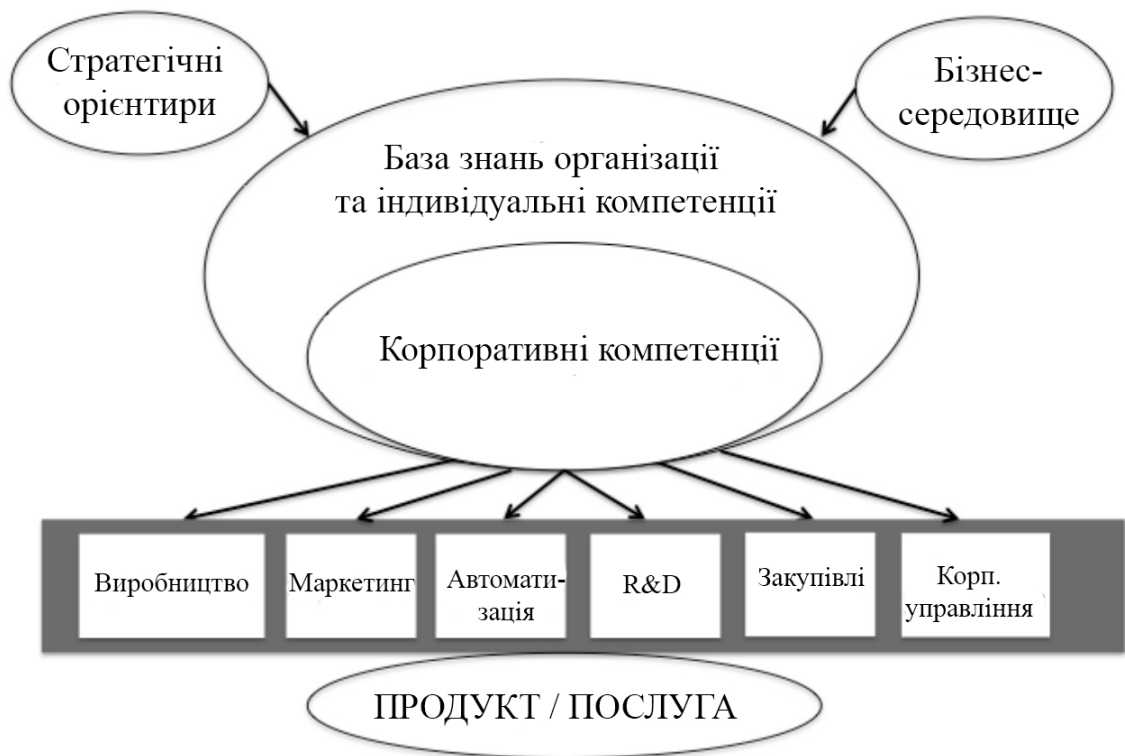 Стратегічні
орієнтири
Бізнес-
середовище
База знань організації
та індивідуальні компетенції
Корпоративні компетенції
Виробництво
Маркетинг
Автомати-
зація
R&D
Закупівлі
Корп.
управління
ПРОДУКТ / ПОСЛУГА